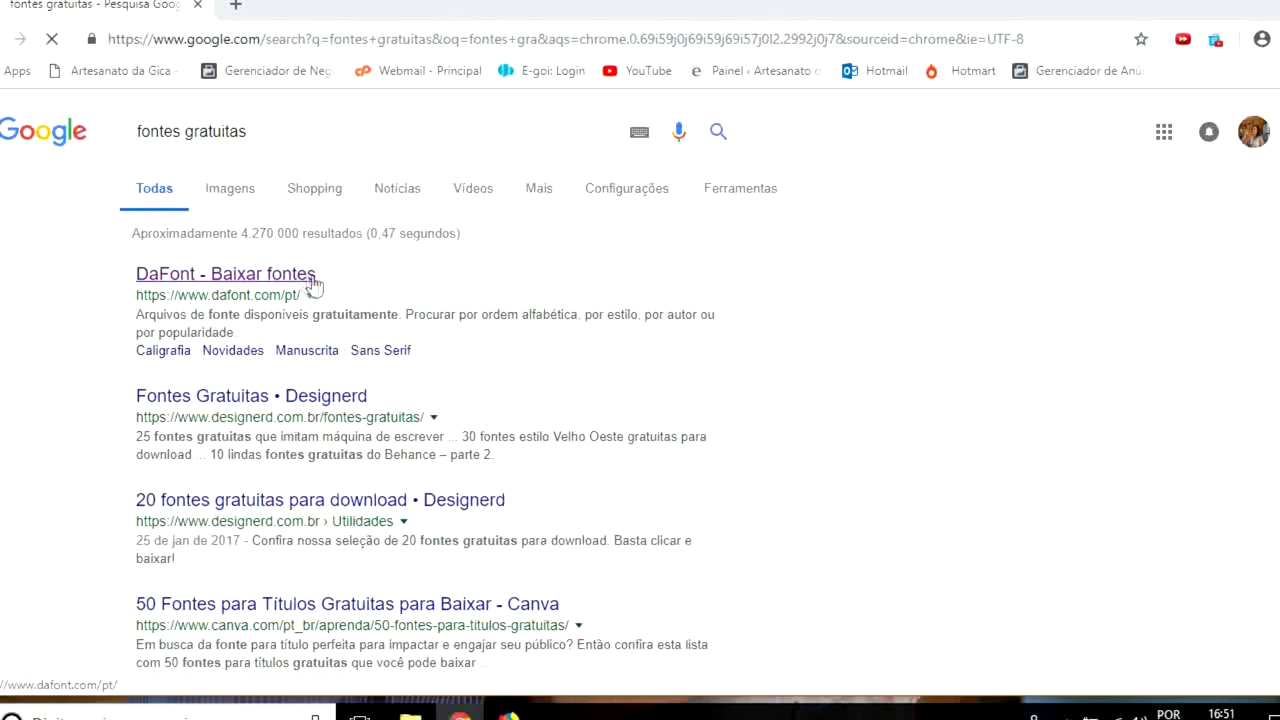 fontes gratuitas - Pesquisa Goog
https://www.google.com/search?q=fontes+gratuitas&oq=fontes+gra&aqs=chrome.0.69i59j0j69i59j69i57j0l2.2992j0j7&sourceid=chrome&ie=UTF-8
Apps Artesanato da Gica - Gerenciador de Neg Webmail - Principal E-goi: Login YouTube Painel ‹ Artesanato Hotmail Hotmart Gerenciador de Anú
Google fontes gratuitas
Todas Imagens Shopping Notícias Vídeos Mais Configurações Ferramentas
Aproximadamente 4.270.000 resultados (0,47 segundos)
DaFont - Baixar fontes
https://www.dafont.com/pt/
Arquivos de fonte disponíveis gratuitamente. Procurar por ordem alfabética, por estilo, por autor ou
por popularidade.
Caligrafia Novidades Manuscrita Sans Serif
Fontes Gratuitas • Designerd
https://www.designerd.com.br/fontes-gratuitas/
25 fontes gratuitas que imitam máquina de escrever ... 30 fontes estilo Velho Oeste gratuitas para
download ... 10 lindas fontes gratuitas do Behance – parte 2.
20 fontes gratuitas para download • Designerd
https://www.designerd.com.br › Utilidades
25 de jan de 2017 - Confira nossa seleção de 20 fontes gratuitas para download. Basta clicar e
baixar!
50 Fontes para Títulos Gratuitas para Baixar - Canva
https://www.canva.com/pt_br/aprenda/50-fontes-para-titulos-gratuitas/
Em busca da fonte para título perfeita para impactar e engajar seu público? Então confira esta lista
com 50 fontes para títulos gratuitas que você pode baixar ...
//www.dafont.com/pt/
POR 16:51